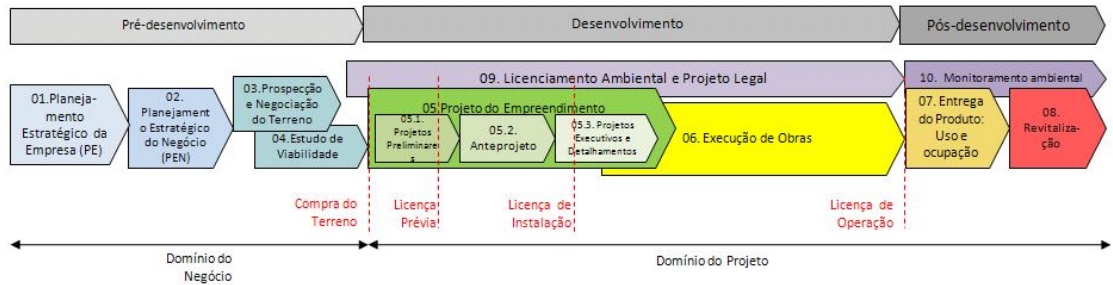 Pré-desenvolvimento
Desenvolvimento
Pós-desenvolvimento
09. Licenciamento Ambiental e Projeto Legal
10. Monitoramento ambiental
01.Planeja-
mento
Estratégico da
Empresa (PE)
02.
Planejament
o Estratégico
do Negócio
(PEN)
03.Prospecção
e Negociação
do Terreno
04.Estudo de
Viabilidade
05.Projeto do Empreendimento
05.1.
Projetos
Preliminare
s
05.2.
Anteprojeto
05.3. Projetos
Executivos e
Detalhamentos
06. Execução de Obras
07. Entrega
do Produto:
Uso e
ocupação
08.
Revitaliza-
ção
Compra do
Terreno
Licença
Prévia
Licença de
Instalação
Licença de
Operação
Domínio do
Negócio
Domínio do Projeto